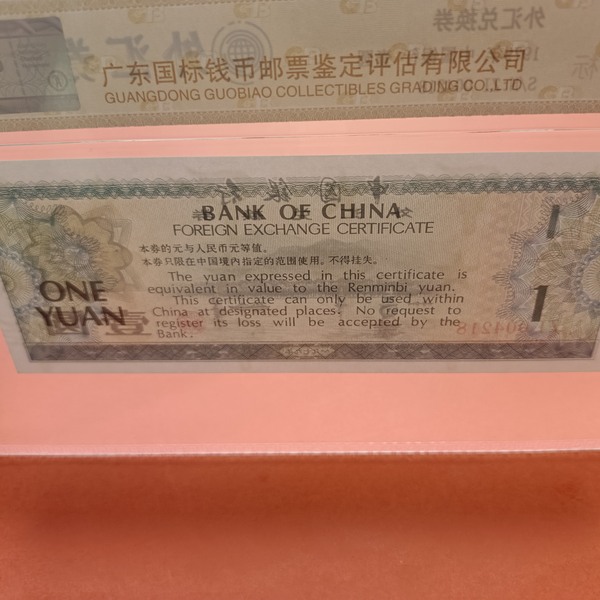 外汇兑换券
广东国标钱币邮票鉴定评估有限公司
GUANGDONG GUOBIAO COLLECTIBLES GRADING CO.,LTD
中国银行
BANK OF CHINA
FOREIGN EXCHANGE CERTIFICATE
本券的元与人民币元等值。
本券只限在中国境内指定的范围使用。不得挂失。
The yuan expressed in this certificate is
equivalent in value to the Renminbi yuan.
This certificate can only be used within
China at designated places. No request to
register its loss will be accepted by the
Bank.
ONE
YUAN
1
1